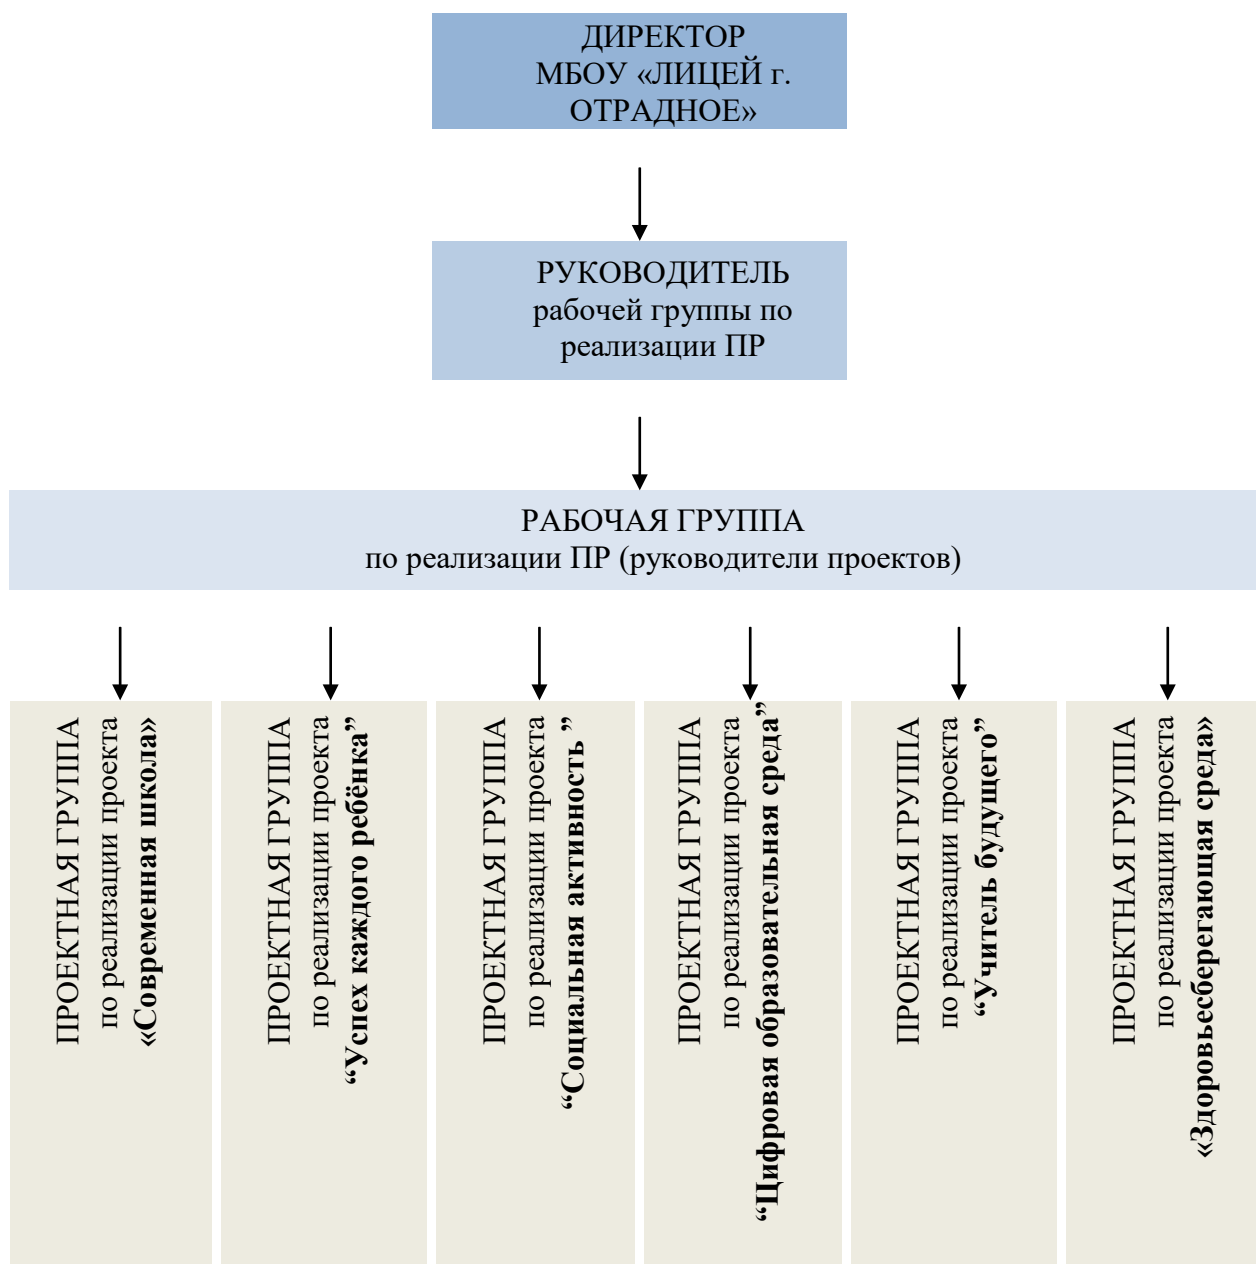 ДИРЕКТОР
МБОУ «ЛИЦЕЙ г.
ОТРАДНОЕ»
РУКОВОДИТЕЛЬ
рабочей группы по
реализации ПР
РАБОЧАЯ ГРУППА
по реализации ПР (руководители проектов)
ПРОЕКТНАЯ ГРУППА
по реализации проекта
«Современная школа»
ПРОЕКТНАЯ ГРУППА
по реализации проекта
“Успех каждого ребёнка”
ПРОЕКТНАЯ ГРУППА
по реализации проекта
“Социальная активность ”
ПРОЕКТНАЯ ГРУППА
по реализации проекта
“Цифровая образовательная среда”
ПРОЕКТНАЯ ГРУППА
по реализации проекта
“Учитель будущего”
ПРОЕКТНАЯ ГРУППА
по реализации проекта
«Здоровьесберегающая среда»